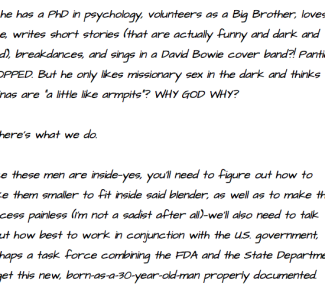 he has a PhD in psychology, volunteers as a Big Brother, loves
e, writes short stories (that are actually funny and dark and
d), breakdances, and sings in a David Bowie cover band?! Panti
OPPED. But he only likes missionary sex in the dark and thinks
inas are "a little like armpits"? WHY GOD WHY?
here's what we do.
e these men are inside-yes, you'll need to figure out how to
ke them smaller to fit inside said blender, as well as to make th
cess painless (I'm not a sadist after all)-we'll also need to talk
out how best to work in conjunction with the U.S. government,
haps a task force combining the FDA and the State Departme
get this new, born-as-a-30-year-old-man properly documented.